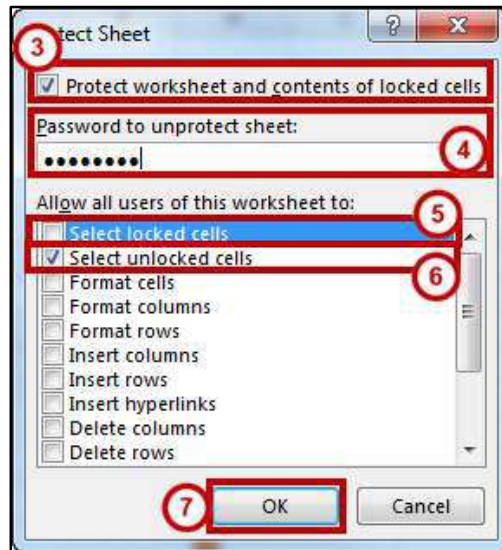 3
tect Sheet
?
X
Protect worksheet and contents of locked cells
Password to unprotect sheet:
••••••••
4
Allow all users of this worksheet to:
5
Select locked cells
Select unlocked cells
6
Format cells
Format columns
Format rows
Insert columns
Insert rows
Insert hyperlinks
Delete columns
Delete rows
7
OK
Cancel